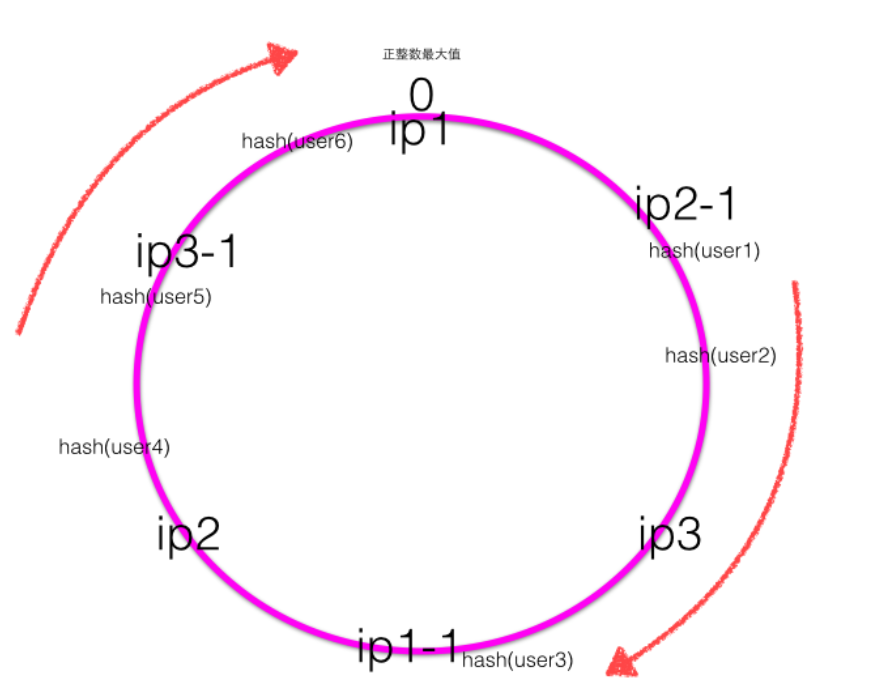 正整数最大值
0
ip1
hash(user6)
ip2-1
hash(user1)
ip3-1
hash(user5)
hash(user2)
hash(user4)
ip2
ip3
ip1-1
hash(user3)